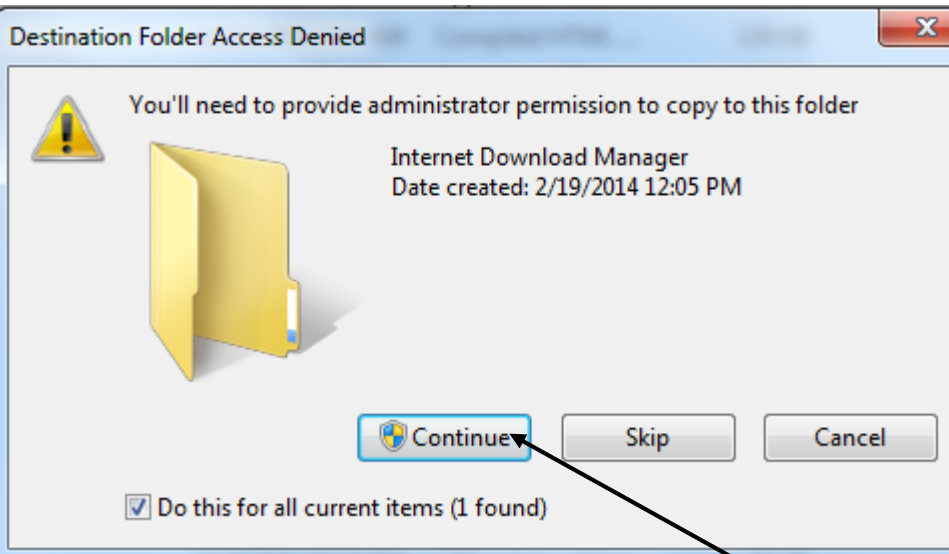 Destination Folder Access Denied
You'll need to provide administrator permission to copy to this folder
Internet Download Manager
Date created: 2/19/2014 12:05 PM
Continue
Skip
Cancel
Do this for all current items (1 found)